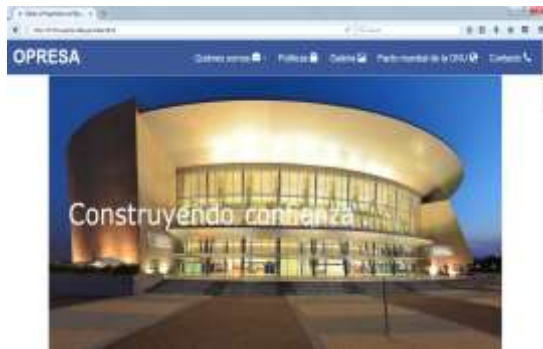 OPRESA
Quiénes somos Políticas Galería Pacto mundial de la ONU Contacto
Construyendo confianza